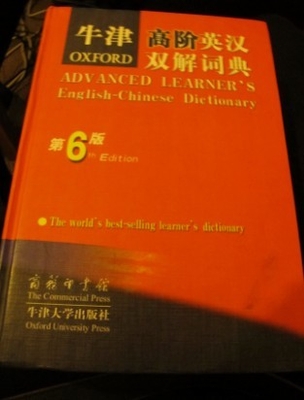 牛津
OXFORD
高阶英汉
双解词典
ADVANCED LEARNER'S
English-Chinese Dictionary
第6版
th Edition
● The world's best-selling learner's dictionary
商务印书馆
The Commercial Press
牛津大学出版社
Oxford University Press